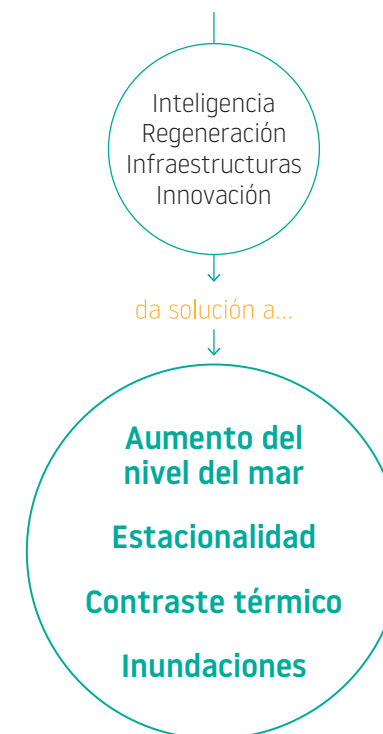 Inteligencia
Regeneración
Infraestructuras
Innovación
da solución a...
Aumento del
nivel del mar
Estacionalidad
Contraste térmico
Inundaciones